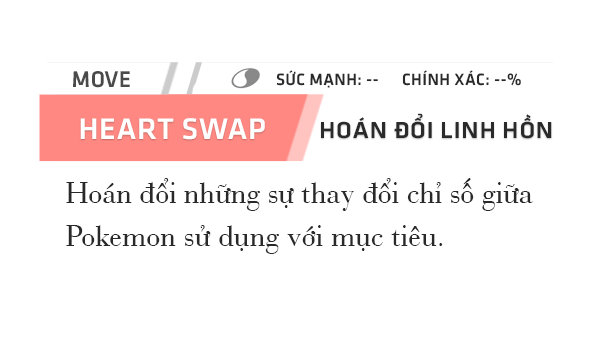 MOVE SỨC MẠNH: -- CHÍNH XÁC: --%
HEART SWAP HOÁN ĐỔI LINH HỒN
Hoán đổi những sự thay đổi chỉ số giữa
Pokemon sử dụng với mục tiêu.